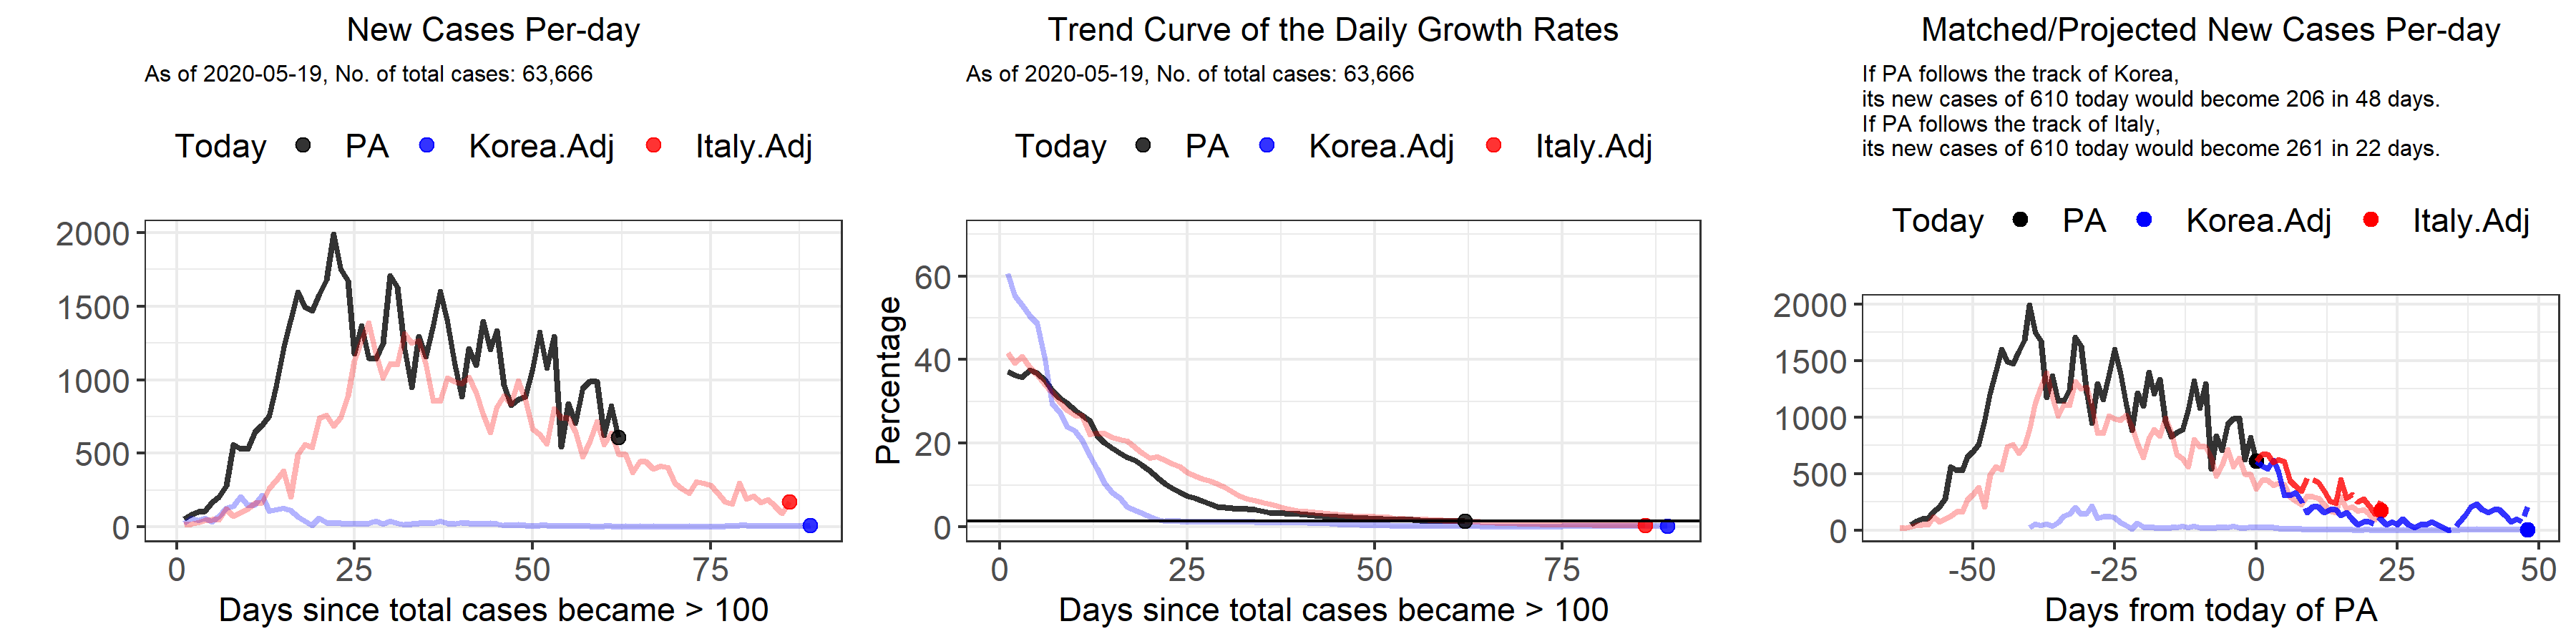 New Cases Per-day
As of 2020-05-19, No. of total cases: 63,666
Today PA Korea.Adj Italy.Adj
2000
1500
1000
500
0
0 25 50 75
Days since total cases became > 100
Trend Curve of the Daily Growth Rates
As of 2020-05-19, No. of total cases: 63,666
Today PA Korea.Adj Italy.Adj
Percentage
60
40
20
0
0 25 50 75
Days since total cases became > 100
Matched/Projected New Cases Per-day
If PA follows the track of Korea,
its new cases of 610 today would become 206 in 48 days.
If PA follows the track of Italy,
its new cases of 610 today would become 261 in 22 days.
Today PA Korea.Adj Italy.Adj
2000
1500
1000
500
0
-50 -25 0 25 50
Days from today of PA